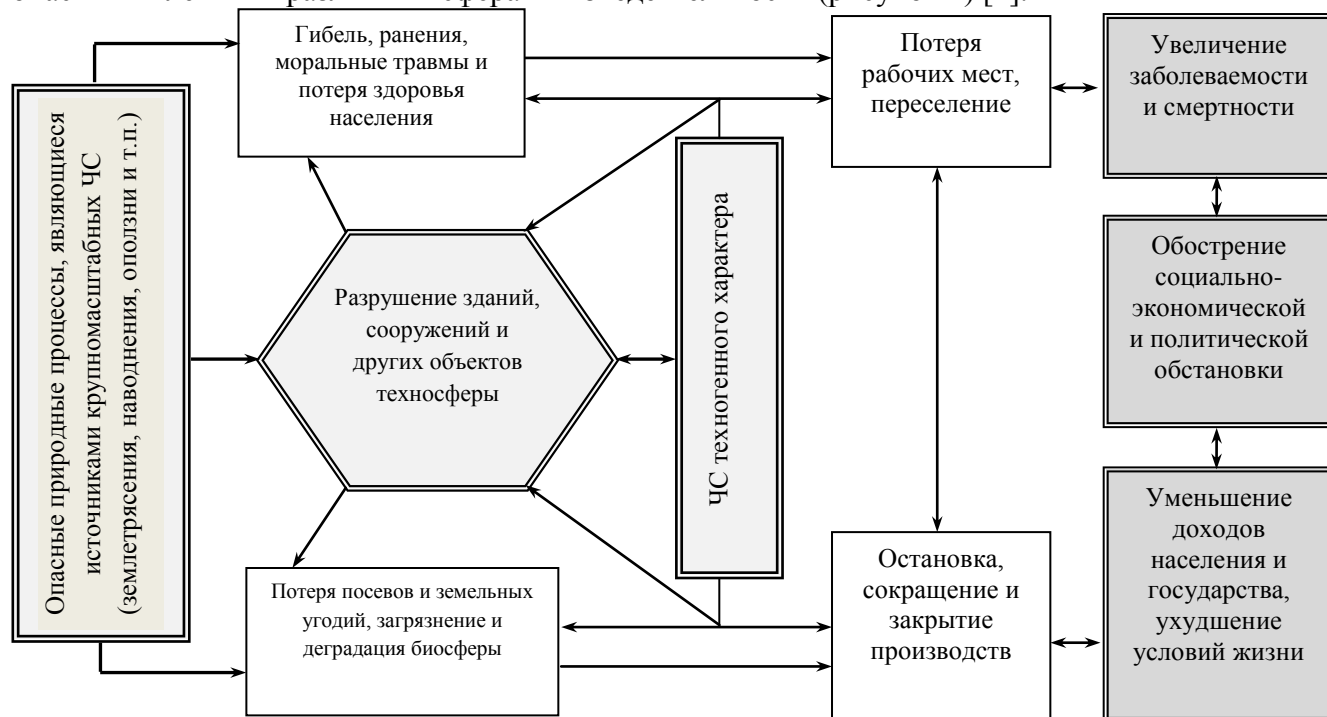 Гибель, ранения,
моральные травмы и
потеря здоровья
населения
Потеря
рабочих мест,
переселение
Увеличение
заболеваемости
и смертности
Опасные природные процессы, являющиеся
источниками крупномасштабных ЧС
(землетрясения, наводнения, оползни и т.п.)
Разрушение зданий,
сооружений и
других объектов
техносферы
ЧС техногенного характера
Обострение
социально-
экономической
и политической
обстановки
Потеря посевов и земельных
угодий, загрязнение и
деградация биосферы
Остановка,
сокращение и
закрытие
производств
Уменьшение
доходов
населения и
государства,
ухудшение
условий жизни